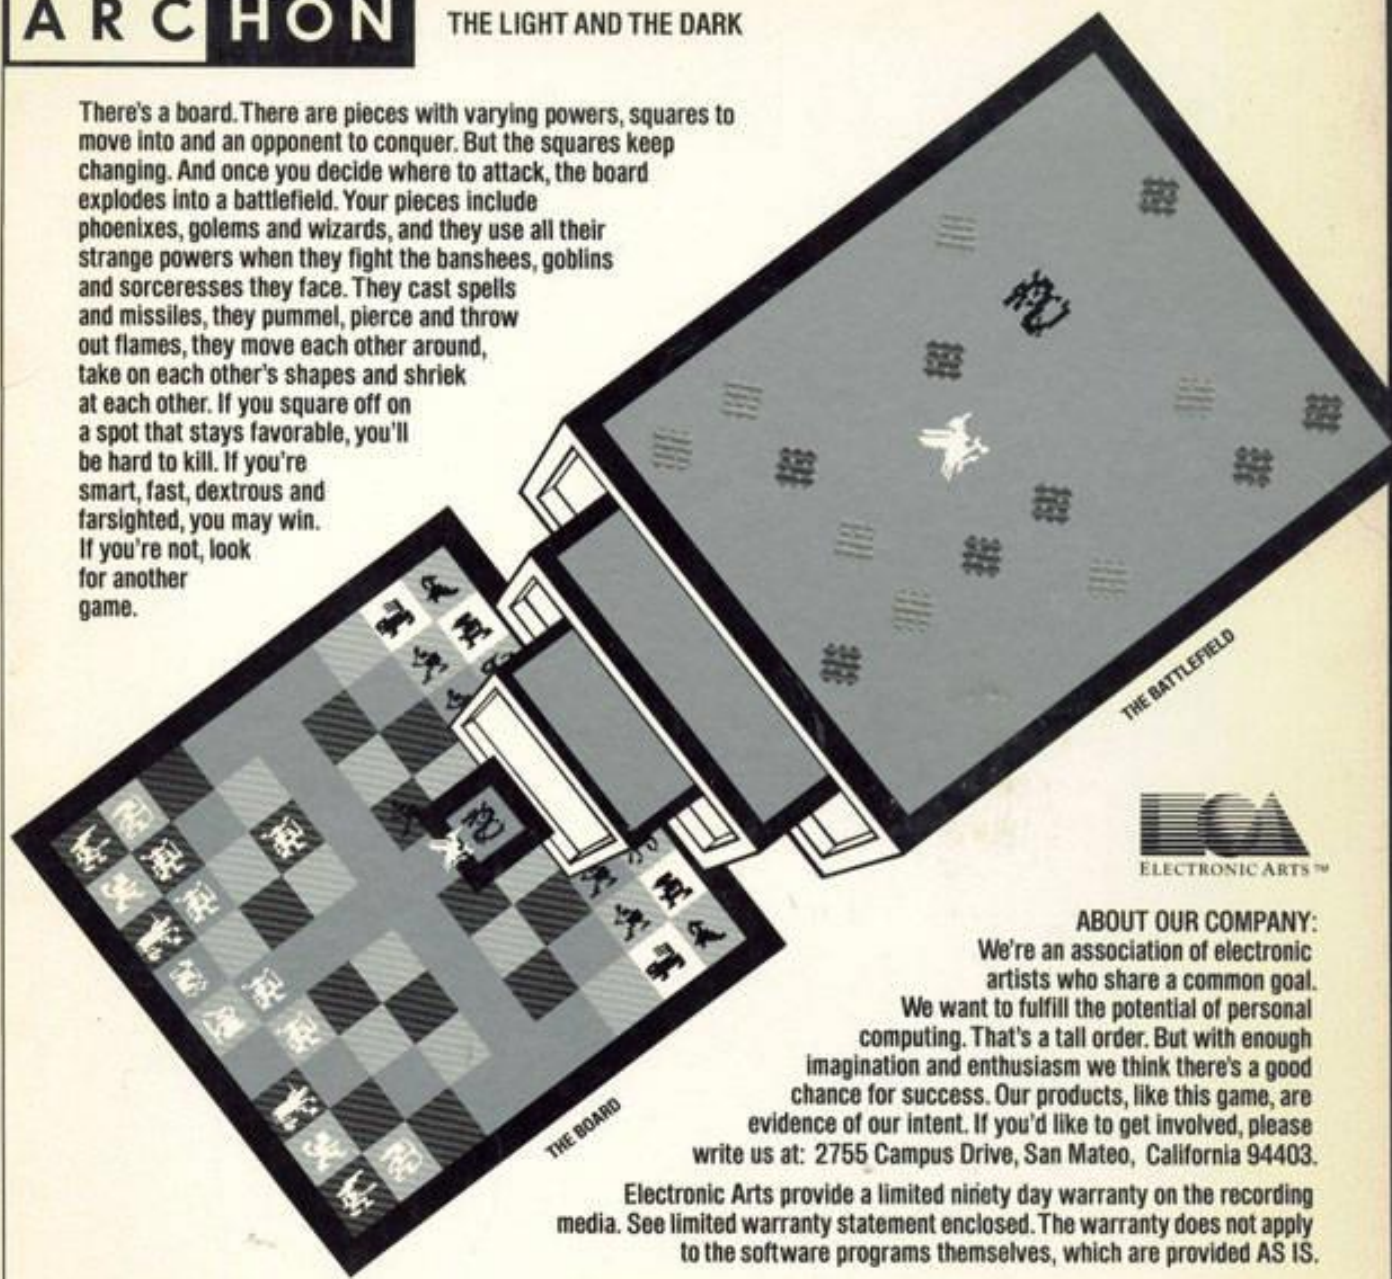 ARCHON
THE LIGHT AND THE DARK
There's a board. There are pieces with varying powers, squares to
move into and an opponent to conquer. But the squares keep
changing. And once you decide where to attack, the board
explodes into a battlefield. Your pieces include
phoenixes, golems and wizards, and they use all their
strange powers when they fight the banshees, goblins
and sorceresses they face. They cast spells
and missiles, they pummel, pierce and throw
out flames, they move each other around,
take on each other's shapes and shriek
at each other. If you square off on
a spot that stays favorable, you'll
be hard to kill. If you're
smart, fast, dextrous and
farsighted, you may win.
If you're not, look
for another
game.
THE BATTLEFIELD
THE BOARD
ELECTRONIC ARTS™
ABOUT OUR COMPANY:
We're an association of electronic
artists who share a common goal.
We want to fulfill the potential of personal
computing. That's a tall order. But with enough
imagination and enthusiasm we think there's a good
chance for success. Our products, like this game, are
evidence of our intent. If you'd like to get involved, please
write us at: 2755 Campus Drive, San Mateo, California 94403.
Electronic Arts provide a limited ninety day warranty on the recording
media. See limited warranty statement enclosed. The warranty does not apply
to the software programs themselves, which are provided AS IS.